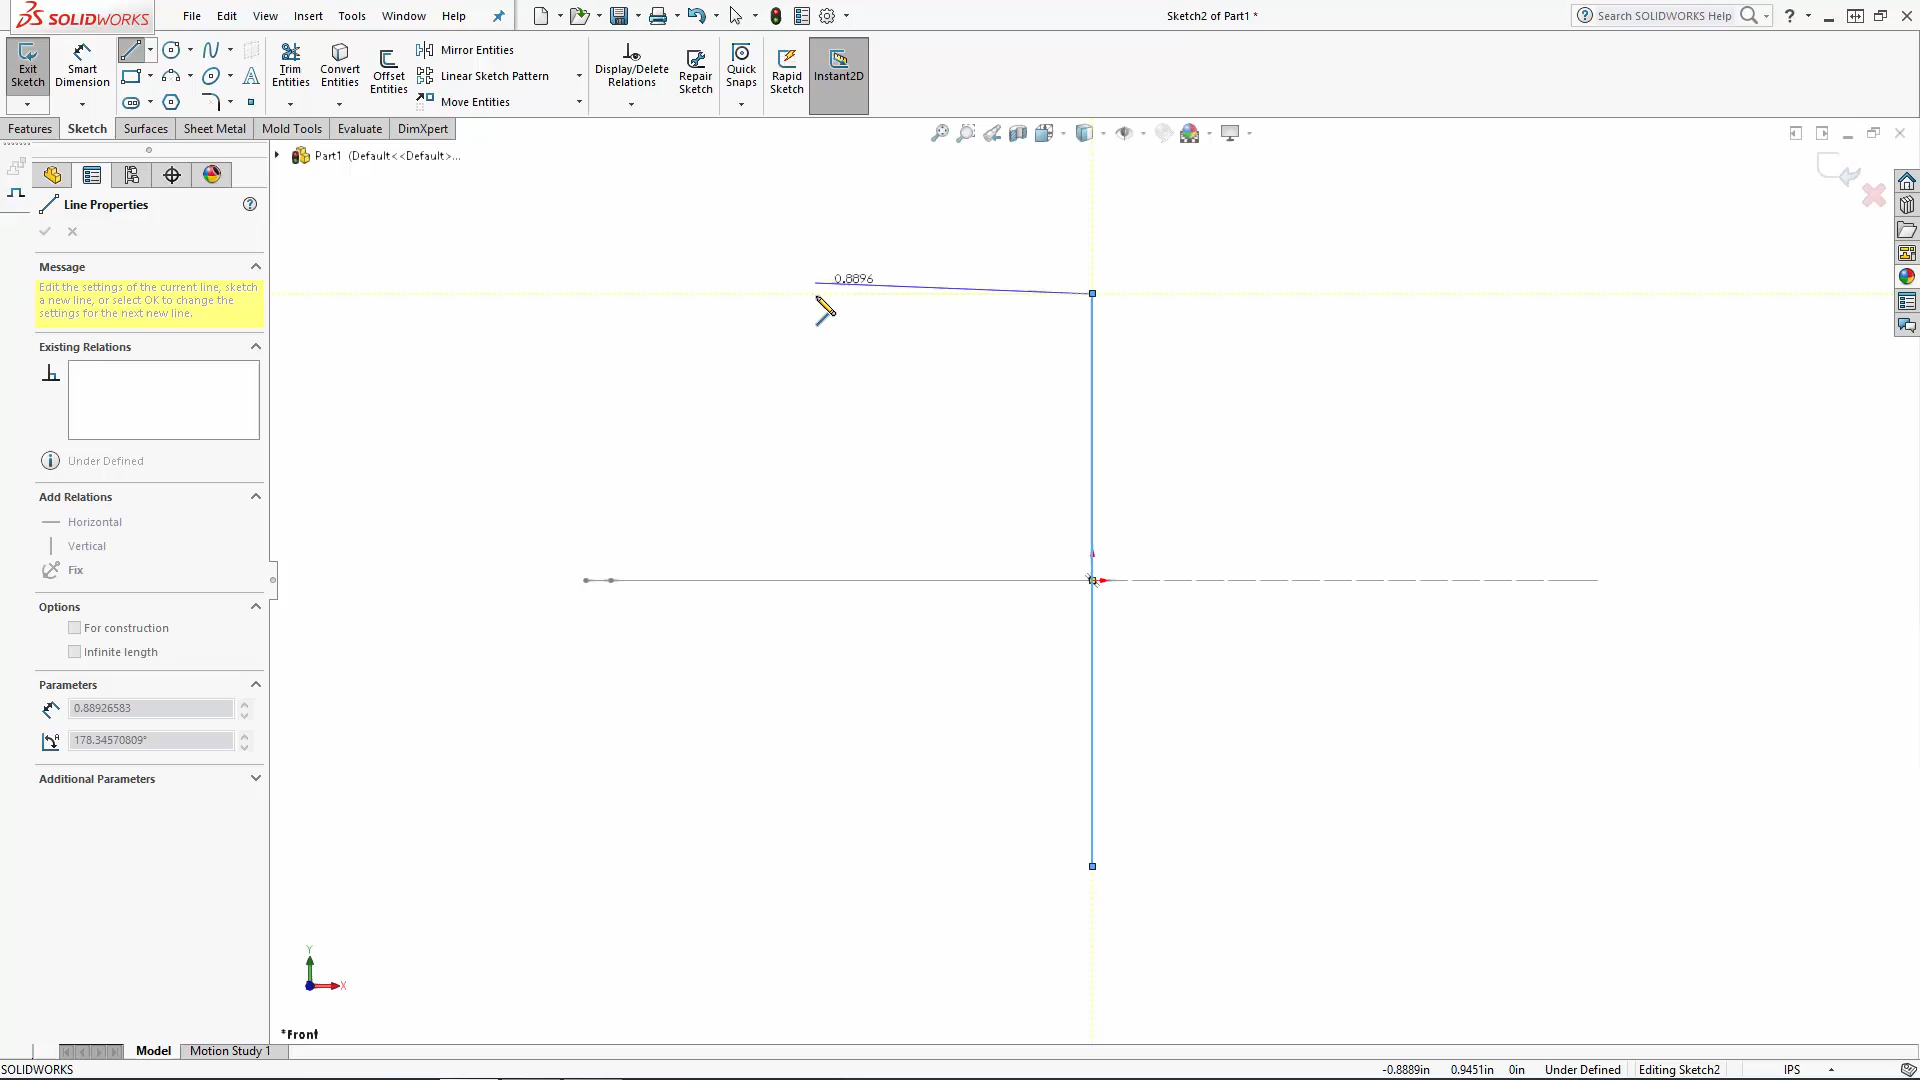 SOLIDWORKS
File Edit View Insert Tools Window Help
Sketch2 of Part1 *
Search SOLIDWORKS Help
Exit Sketch
Smart Dimension
Trim Entities
Convert Entities
Offset Entities
Mirror Entities
Linear Sketch Pattern
Move Entities
Display/Delete Relations
Repair Sketch
Quick Snaps
Rapid Sketch
Instant2D
Features Sketch Surfaces Sheet Metal Mold Tools Evaluate DimXpert
Part1 (Default<<Default>...
Line Properties
Message
Edit the settings of the current line, sketch
a new line, or select OK to change the
settings for the next new line.
Existing Relations
Under Defined
Add Relations
Horizontal
Vertical
Fix
Options
For construction
Infinite length
Parameters
0.88926583
178.34570809°
Additional Parameters
0.8896
Y
X
*Front
Model Motion Study 1
SOLIDWORKS
-0.8889in 0.9451in 0in Under Defined Editing Sketch2 IPS